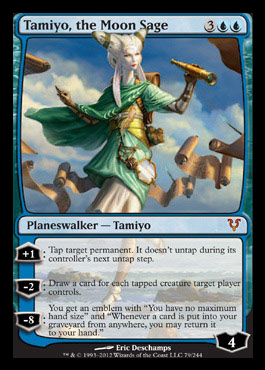 Tamiyo, the Moon Sage 3
Planeswalker — Tamiyo
+1: Tap target permanent. It doesn't untap during its
controller's next untap step.
-2: Draw a card for each tapped creature target player
controls.
You get an emblem with "You have no maximum
hand size" and "Whenever a card is put into your
-8: graveyard from anywhere, you may return it
to your hand."
4
Eric Deschamps
™ & © 1993–2012 Wizards of the Coast LLC 79/244